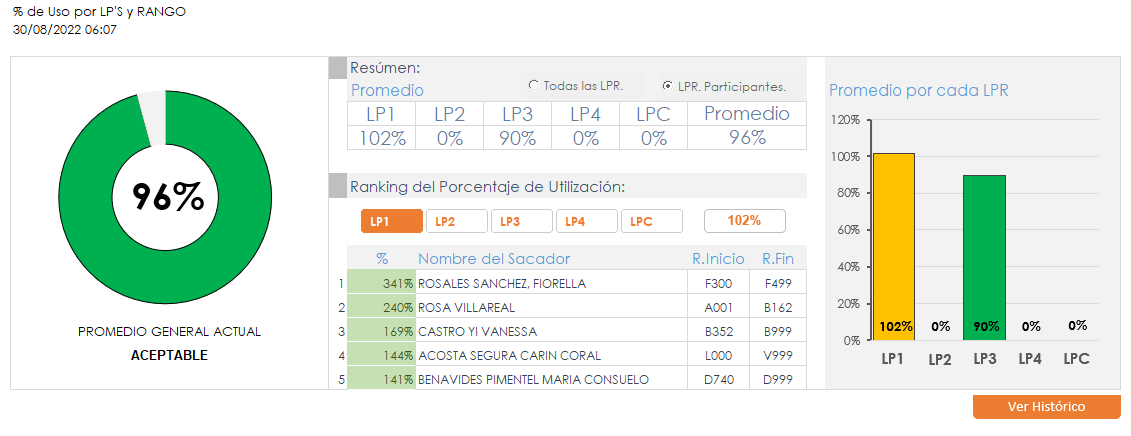 % de Uso por LP'S y RANGO
30/08/2022 06:07
96%
PROMEDIO GENERAL ACTUAL
ACEPTABLE
Resúmen:
Promedio
Todas las LPR.
LPR. Participantes.
LP1 LP2 LP3 LP4 LPC Promedio
102% 0% 90% 0% 0% 96%
Ranking del Porcentaje de Utilización:
LP1 LP2 LP3 LP4 LPC 102%
% Nombre del Sacador R.Inicio R.Fin
1 341% ROSALES SANCHEZ, FIORELLA F300 F499
2 240% ROSA VILLAREAL A001 B162
3 169% CASTRO YI VANESSA B352 B999
4 144% ACOSTA SEGURA CARIN CORAL L000 V999
5 141% BENAVIDES PIMENTEL MARIA CONSUELO D740 D999
Promedio por cada LPR
120%
100%
80%
60%
40%
20%
0%
102% 0% 90% 0% 0%
LP1 LP2 LP3 LP4 LPC
Ver Histórico